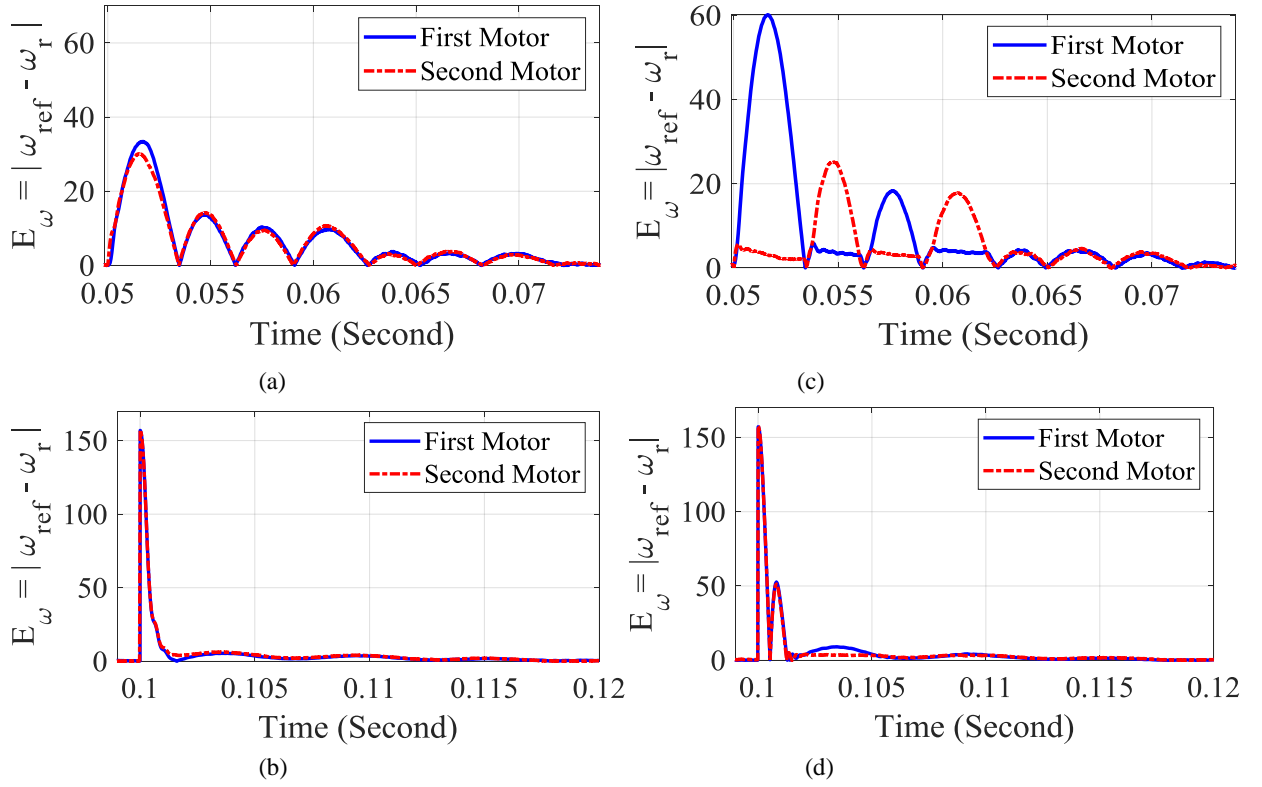 E_ω = | ω_ref - ω_r|
60
40
20
0
First Motor
Second Motor
0.05 0.055 0.06 0.065 0.07
Time (Second)
(a)
E_ω = |ω_ref - ω_r|
60
40
20
0
First Motor
Second Motor
0.05 0.055 0.06 0.065 0.07
Time (Second)
(c)
E_ω = | ω_ref - ω_r|
150
100
50
0
First Motor
Second Motor
0.1 0.105 0.11 0.115 0.12
Time (Second)
(b)
E_ω = |ω_ref - ω_r|
150
100
50
0
First Motor
Second Motor
0.1 0.105 0.11 0.115 0.12
Time (Second)
(d)